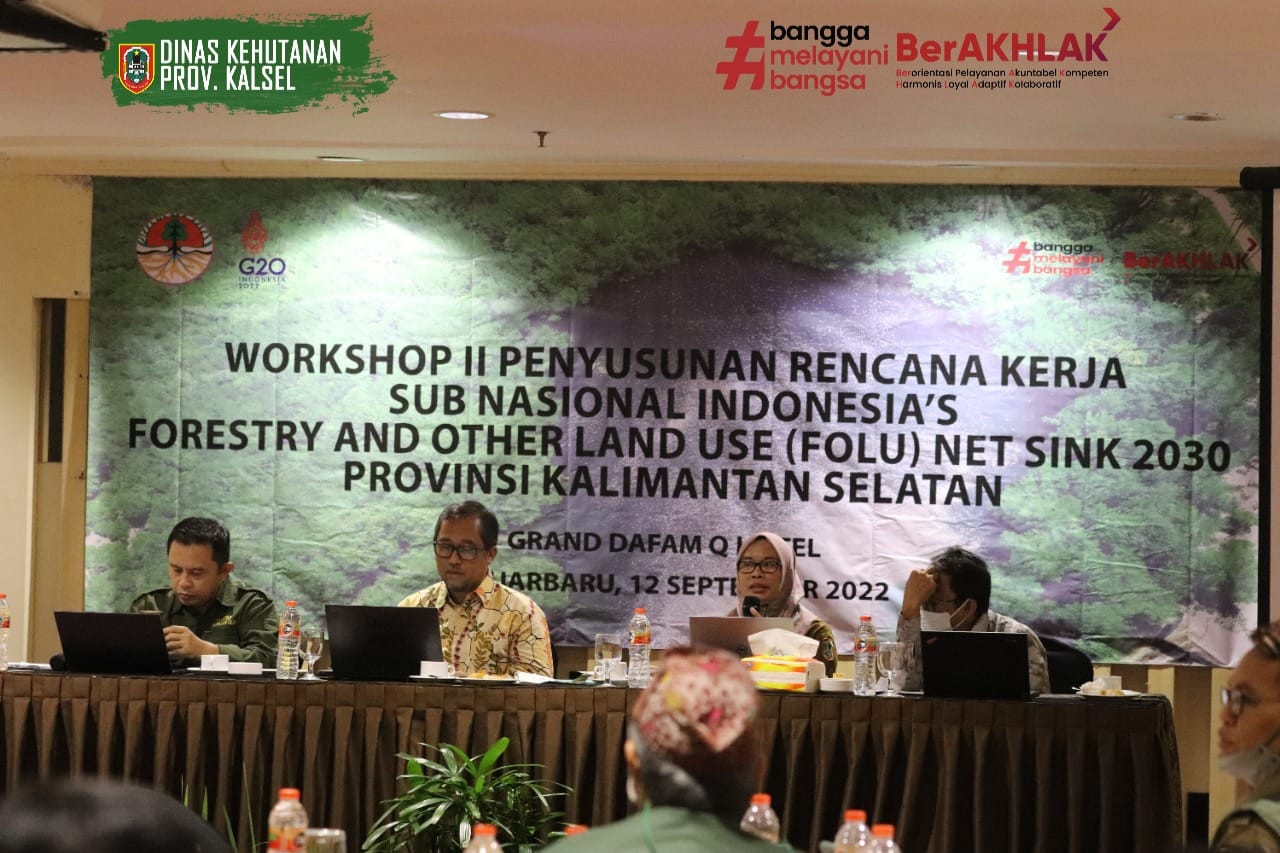 DINAS KEHUTANAN
PROV. KALSEL
#bangga
melayani
bangsa
BerAKHLAK
Berorientasi Pelayanan Akuntabel Kompeten
Harmonis Loyal Adaptif Kolaboratif
G20
INDONESIA
2022
#bangga
melayani
bangsa
BerAKHLAK
WORKSHOP II PENYUSUNAN RENCANA KERJA
SUB NASIONAL INDONESIA'S
FORESTRY AND OTHER LAND USE (FOLU) NET SINK 2030
PROVINSI KALIMANTAN SELATAN
GRAND DAFAM Q
12
2022